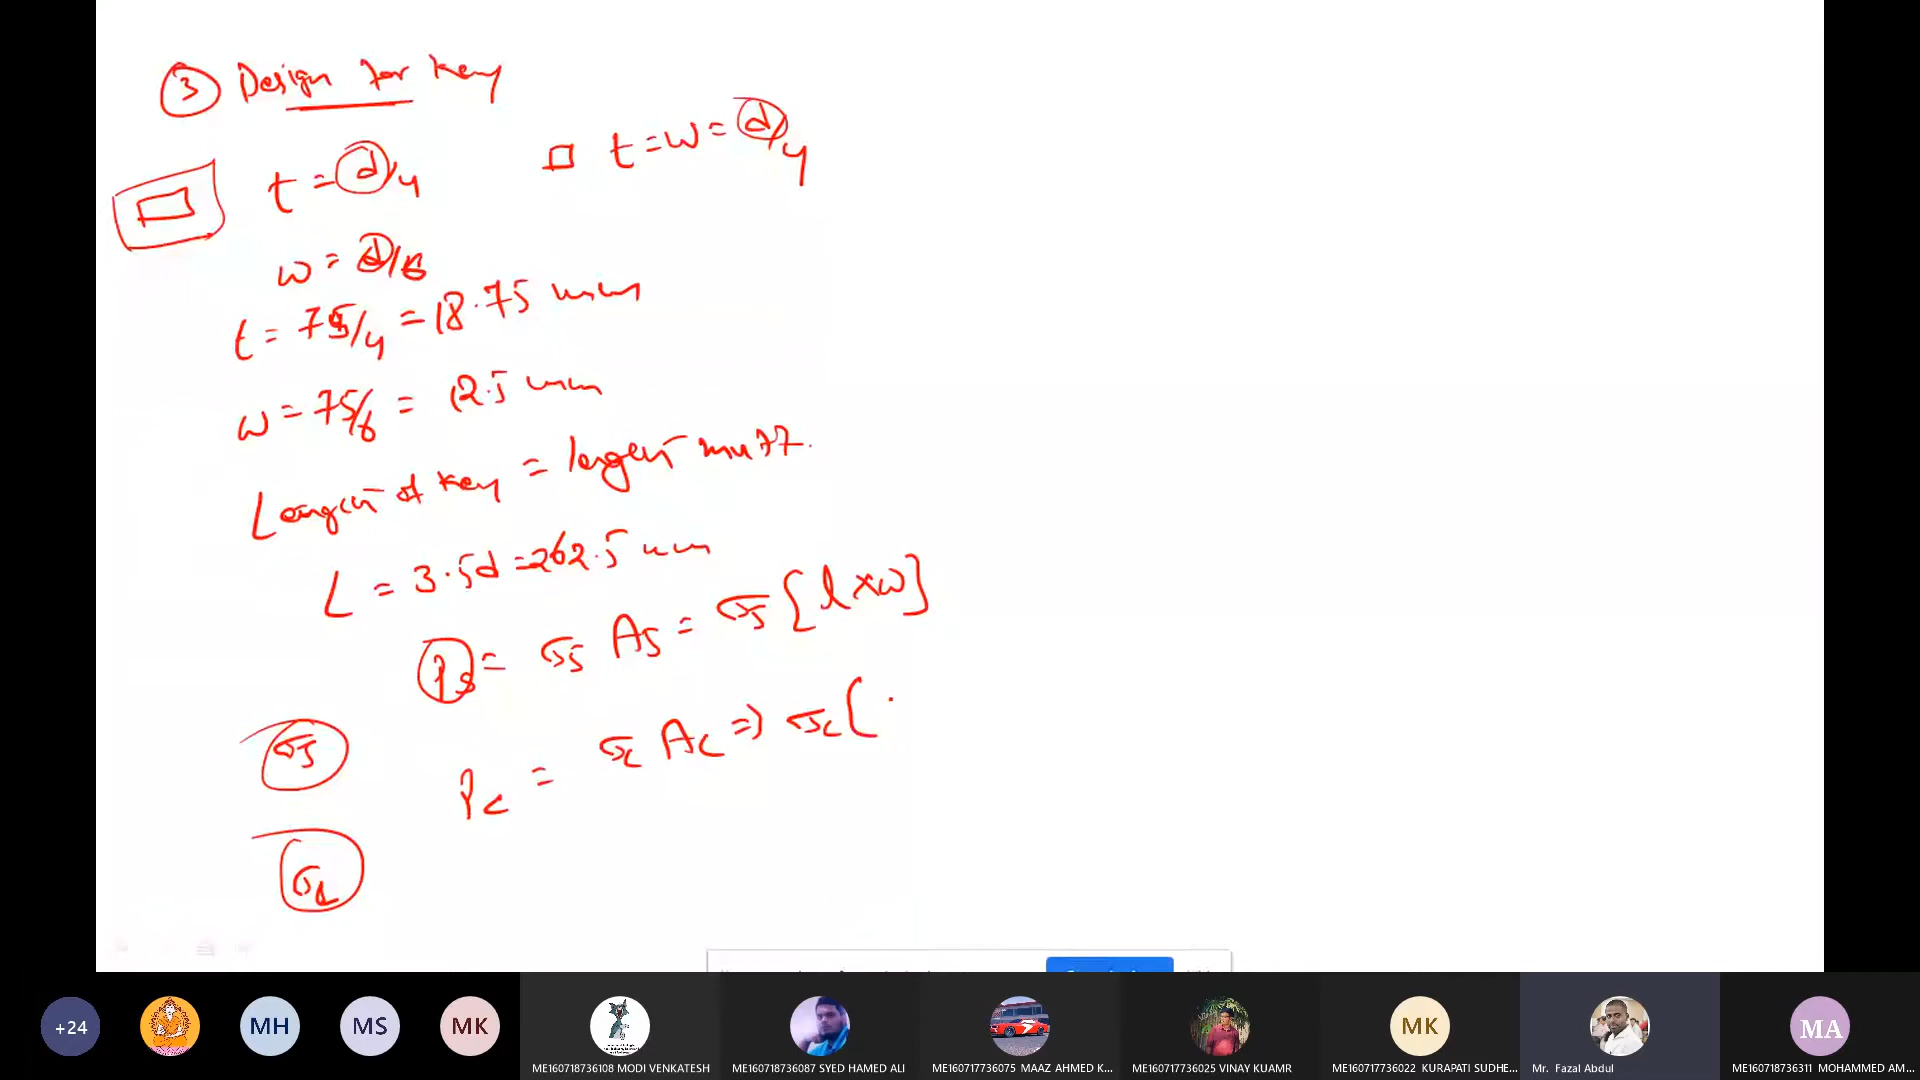 3 Design for key
t = d/4
t = w = d/4
w = d/6
t = 75/4 = 18.75 mm
w = 75/6 = 12.5 mm
Length of key = length muff.
L = 3.5d = 262.5 mm
Ps = σs As = σs [l × w]
Pc = σc Ac ⇒ σc [
σs
σc
+24
MH
MS
MK
MK
MA
ME160718736108 MODI VENKATESH
ME160718736087 SYED HAMED ALI
ME160717736075 MAAZ AHMED K...
ME160717736025 VINAY KUAMR
ME160717736022 KURAPATI SUDHE...
Mr. Fazal Abdul
ME160718736311 MOHAMMED AM...